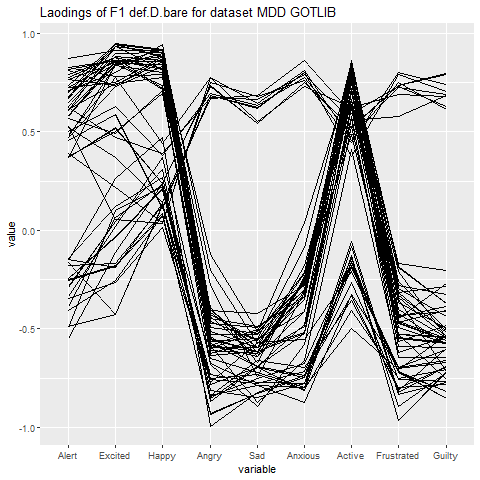 Laodings of F1 def.D.bare for dataset MDD GOTLIB
1.0
0.5
0.0
-0.5
-1.0
value
Alert Excited Happy Angry Sad Anxious Active Frustrated Guilty
variable